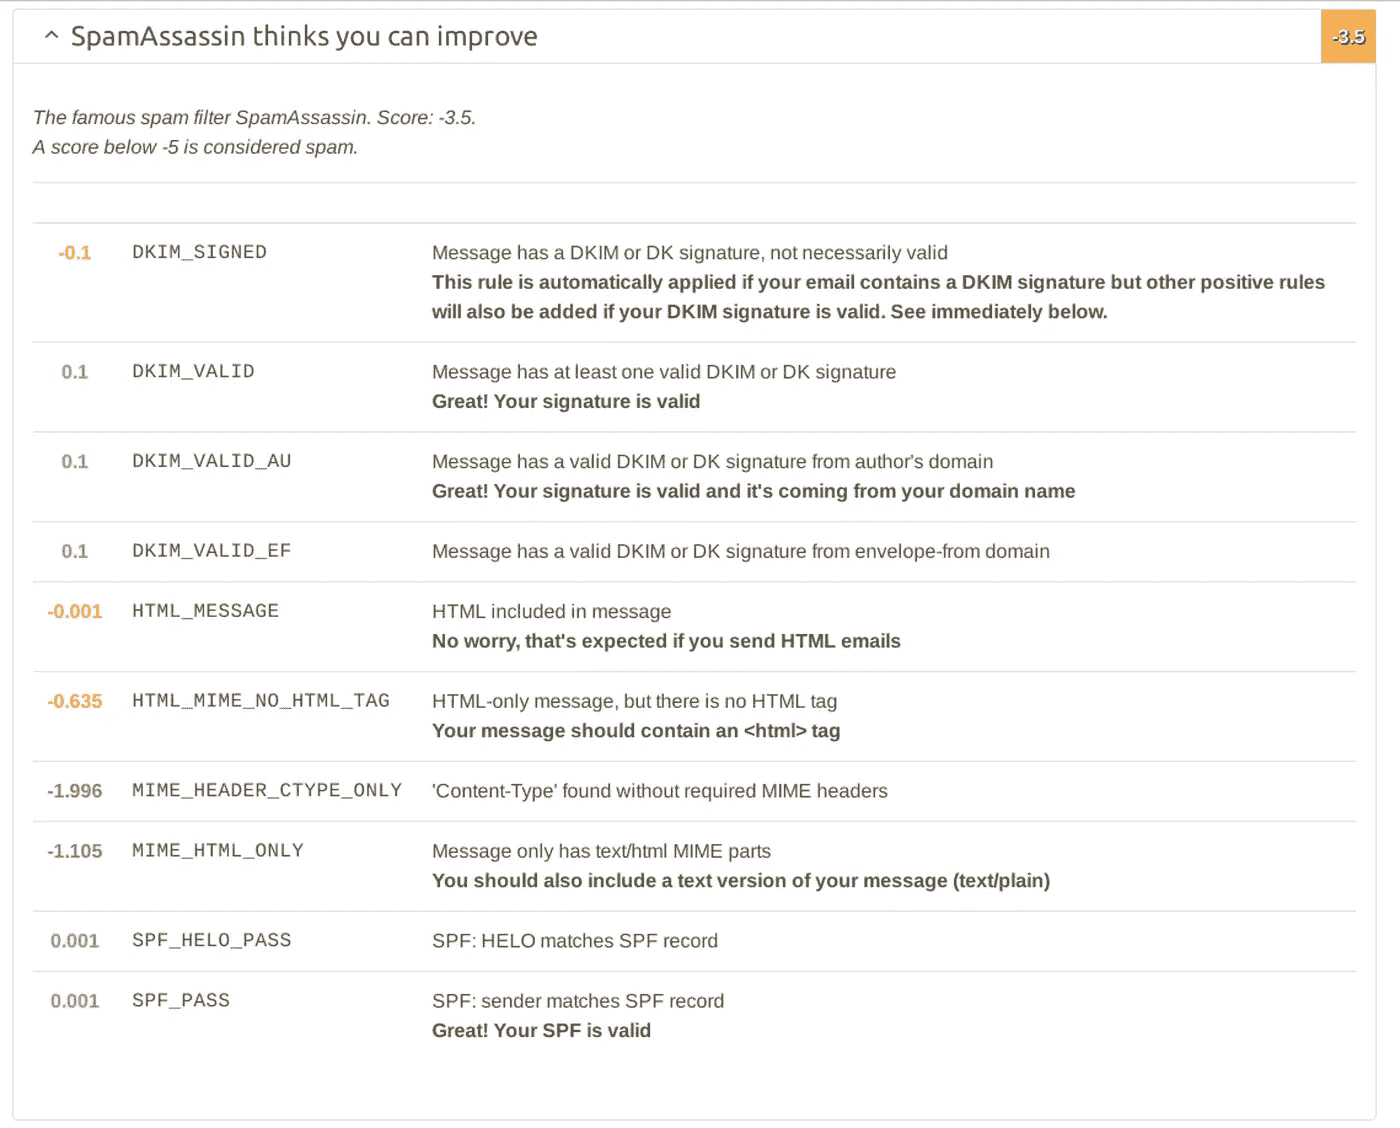 SpamAssassin thinks you can improve
-3.5
The famous spam filter SpamAssassin. Score: -3.5.
A score below -5 is considered spam.
-0.1 DKIM_SIGNED Message has a DKIM or DK signature, not necessarily valid
This rule is automatically applied if your email contains a DKIM signature but other positive rules
will also be added if your DKIM signature is valid. See immediately below.
0.1 DKIM_VALID Message has at least one valid DKIM or DK signature
Great! Your signature is valid
0.1 DKIM_VALID_AU Message has a valid DKIM or DK signature from author's domain
Great! Your signature is valid and it's coming from your domain name
0.1 DKIM_VALID_EF Message has a valid DKIM or DK signature from envelope-from domain
-0.001 HTML_MESSAGE HTML included in message
No worry, that's expected if you send HTML emails
-0.635 HTML_MIME_NO_HTML_TAG HTML-only message, but there is no HTML tag
Your message should contain an <html> tag
-1.996 MIME_HEADER_CTYPE_ONLY 'Content-Type' found without required MIME headers
-1.105 MIME_HTML_ONLY Message only has text/html MIME parts
You should also include a text version of your message (text/plain)
0.001 SPF_HELO_PASS SPF: HELO matches SPF record
0.001 SPF_PASS SPF: sender matches SPF record
Great! Your SPF is valid